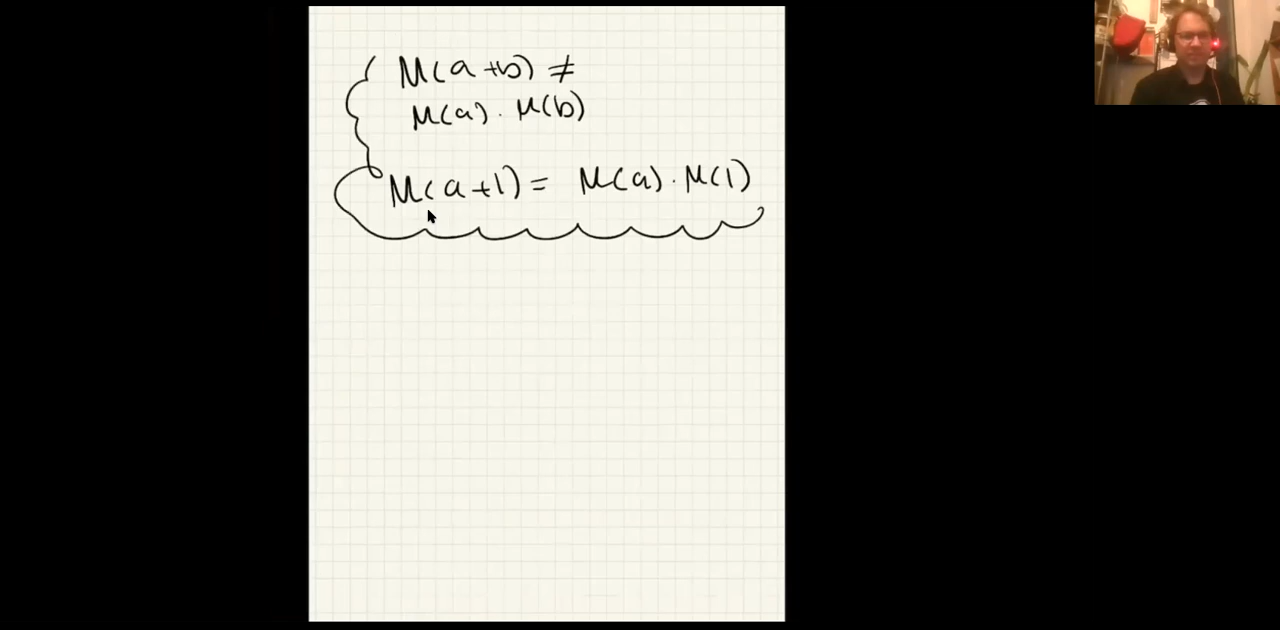 M(a+b) ≠
M(a) · M(b)
M(a+1) = M(a) · M(1)